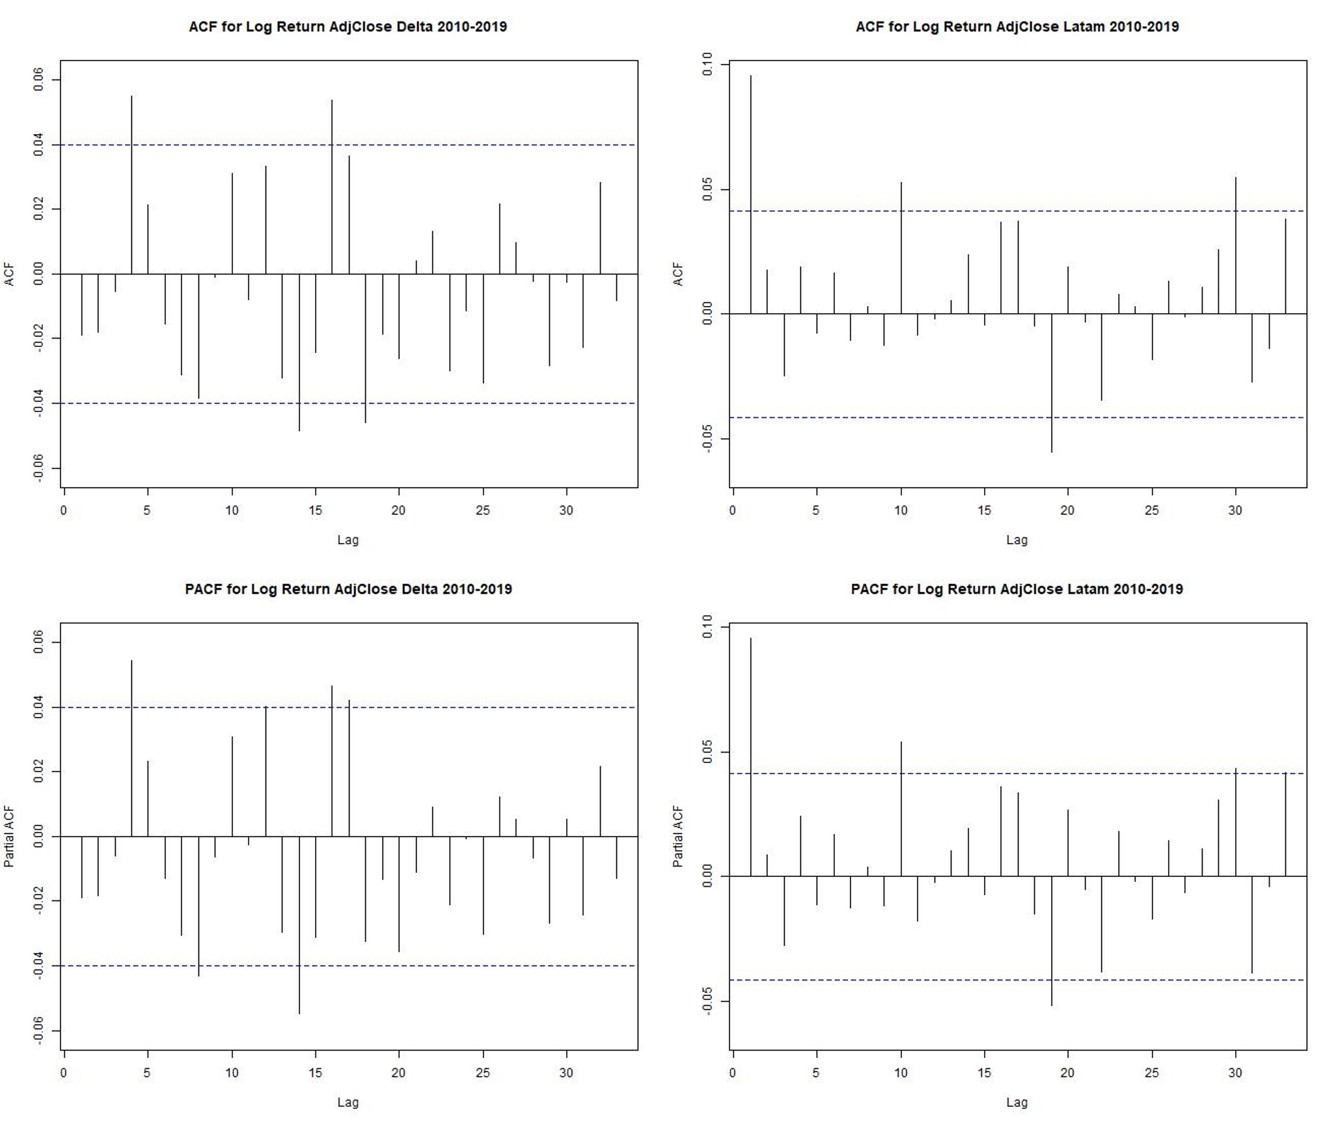 ACF for Log Return AdjClose Delta 2010-2019
ACF
0.06
0.04
0.02
0.00
-0.02
-0.04
-0.06
0 5 10 15 20 25 30
Lag
ACF for Log Return AdjClose Latam 2010-2019
ACF
0.10
0.05
0.00
-0.05
0 5 10 15 20 25 30
Lag
PACF for Log Return AdjClose Delta 2010-2019
Partial ACF
0.06
0.04
0.02
0.00
-0.02
-0.04
-0.06
0 5 10 15 20 25 30
Lag
PACF for Log Return AdjClose Latam 2010-2019
Partial ACF
0.10
0.05
0.00
-0.05
0 5 10 15 20 25 30
Lag